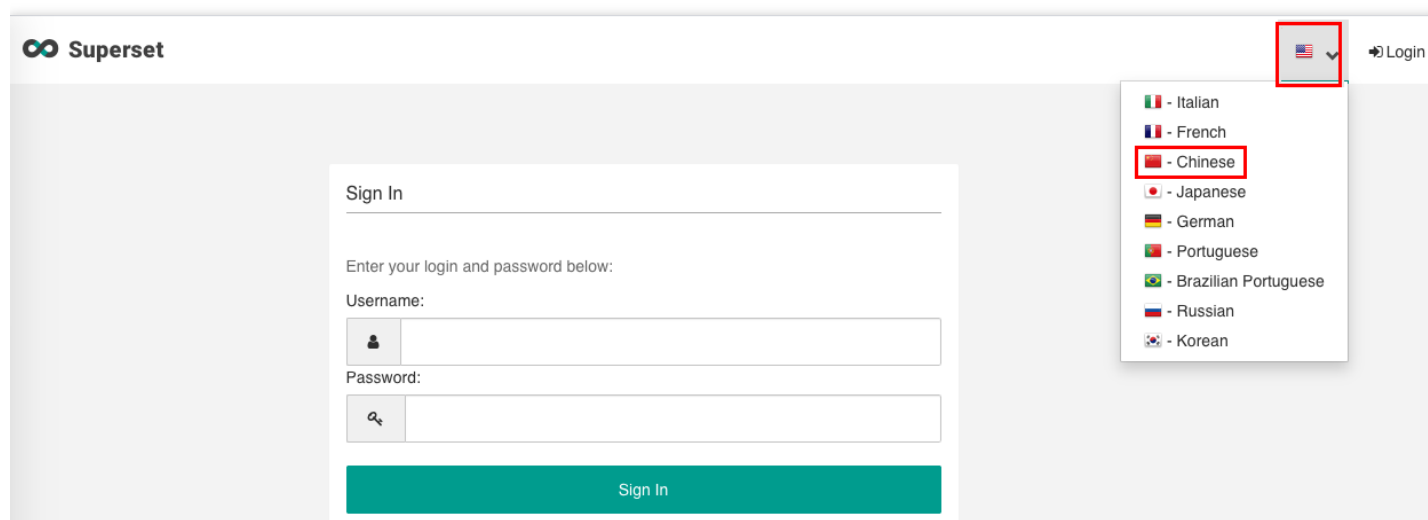 Superset
Login
- Italian
- French
- Chinese
- Japanese
- German
- Portuguese
- Brazilian Portuguese
- Russian
- Korean
Sign In
Enter your login and password below:
Username:
Password:
Sign In